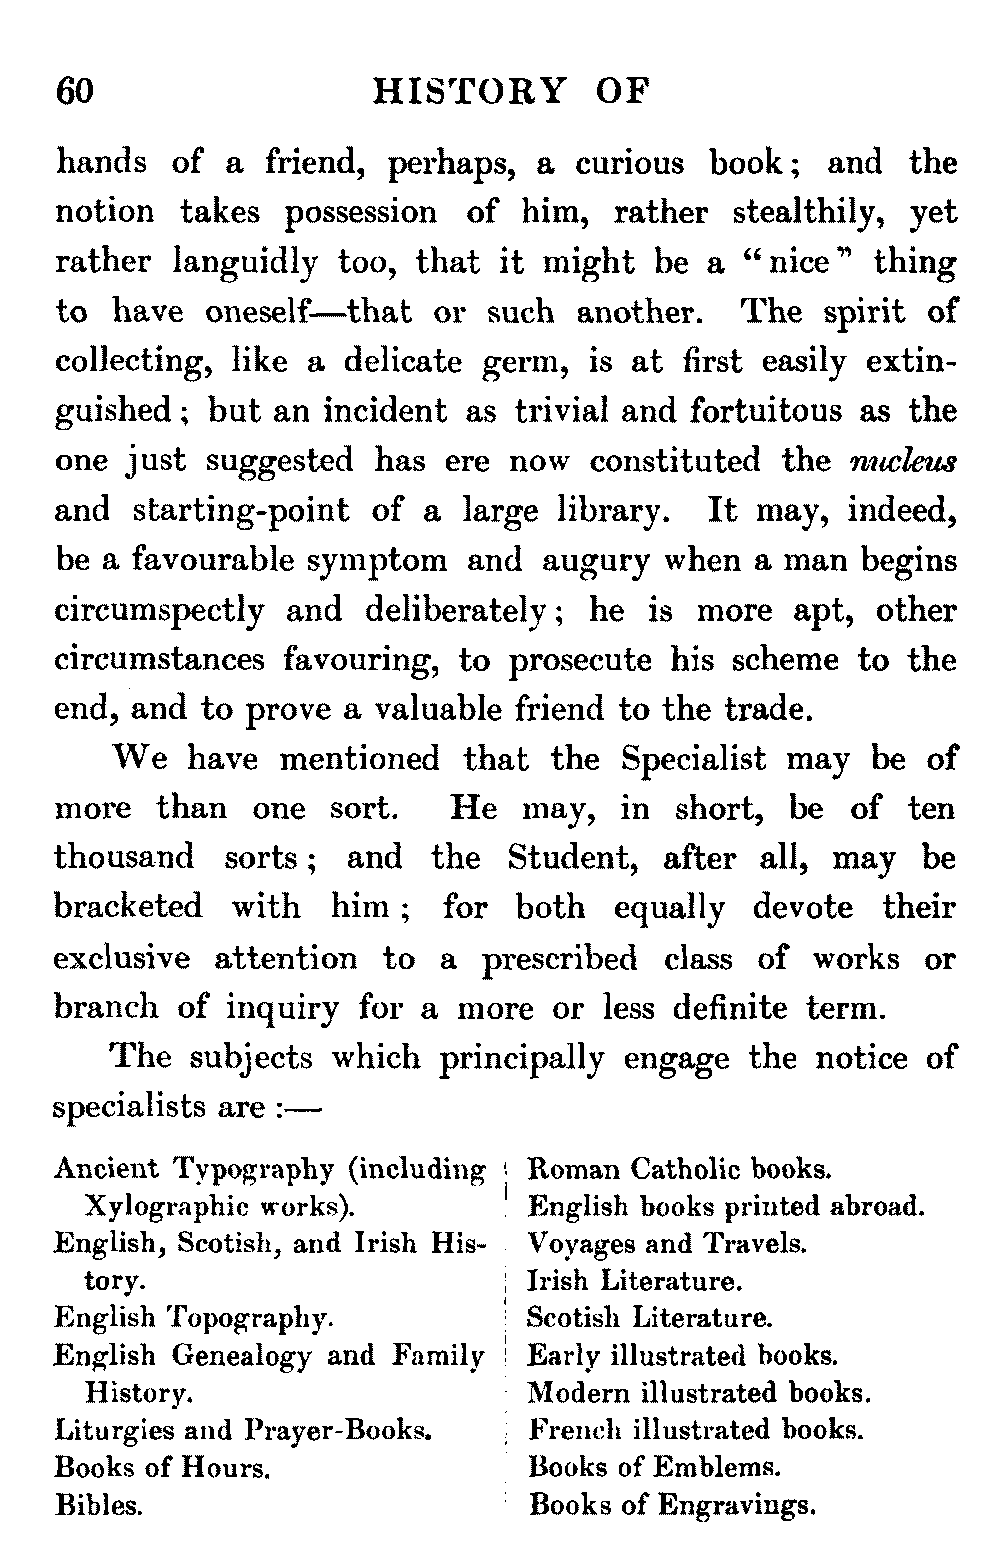 60 HISTORY OF
hands of a friend, perhaps, a curious book; and the
notion takes possession of him, rather stealthily, yet
rather languidly too, that it might be a “nice” thing
to have oneself—that or such another. The spirit of
collecting, like a delicate germ, is at first easily extin-
guished; but an incident as trivial and fortuitous as the
one just suggested has ere now constituted the nucleus
and starting-point of a large library. It may, indeed,
be a favourable symptom and augury when a man begins
circumspectly and deliberately; he is more apt, other
circumstances favouring, to prosecute his scheme to the
end, and to prove a valuable friend to the trade.
We have mentioned that the Specialist may be of
more than one sort. He may, in short, be of ten
thousand sorts; and the Student, after all, may be
bracketed with him; for both equally devote their
exclusive attention to a prescribed class of works or
branch of inquiry for a more or less definite term.
The subjects which principally engage the notice of
specialists are:—
Ancient Typography (including
Xylographic works).
English, Scotish, and Irish His-
tory.
English Topography.
English Genealogy and Family
History.
Liturgies and Prayer-Books.
Books of Hours.
Bibles.
Roman Catholic books.
English books printed abroad.
Voyages and Travels.
Irish Literature.
Scotish Literature.
Early illustrated books.
Modern illustrated books.
French illustrated books.
Books of Emblems.
Books of Engravings.